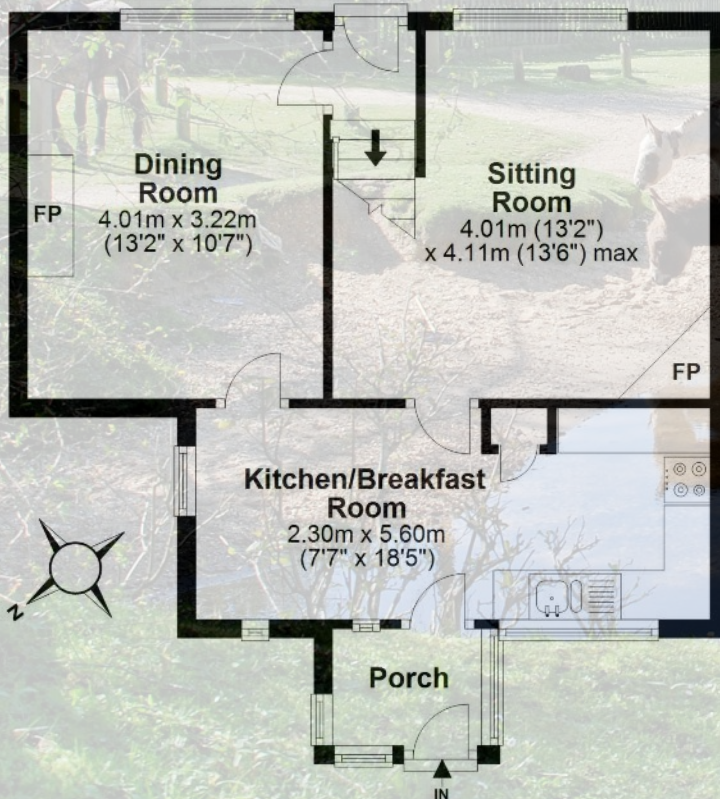 Dining
Room
4.01m x 3.22m
(13'2" x 10'7")
FP
Sitting
Room
4.01m (13'2")
x 4.11m (13'6") max
FP
Kitchen/Breakfast
Room
2.30m x 5.60m
(7'7" x 18'5")
N
Porch
IN